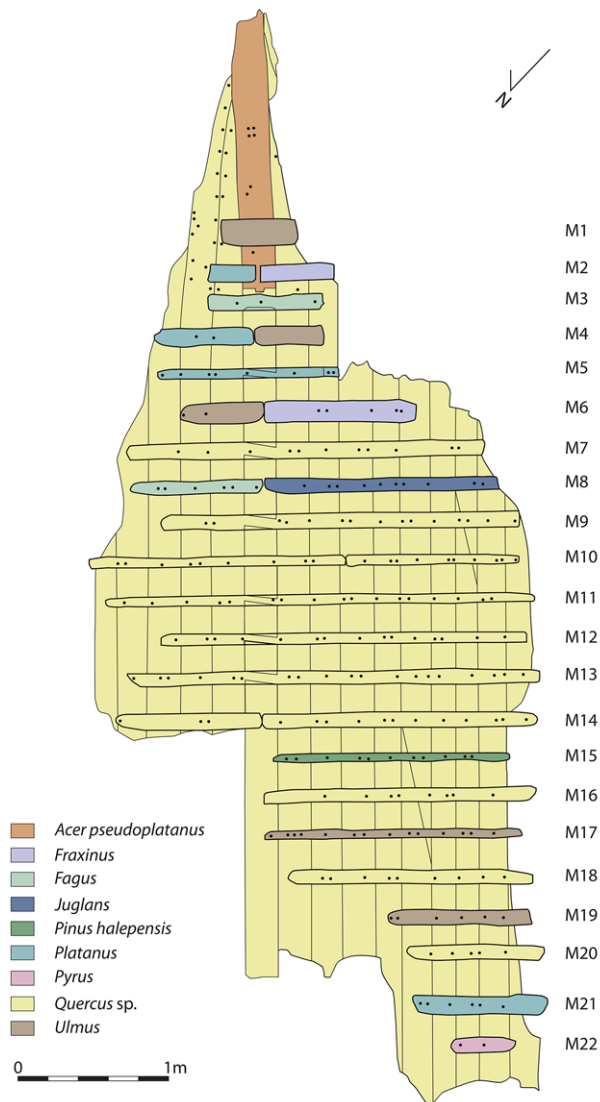 N
M1
M2
M3
M4
M5
M6
M7
M8
M9
M10
M11
M12
M13
M14
M15
M16
M17
M18
M19
M20
M21
M22
Acer pseudoplatanus
Fraxinus
Fagus
Juglans
Pinus halepensis
Platanus
Pyrus
Quercus sp.
Ulmus
0 1m